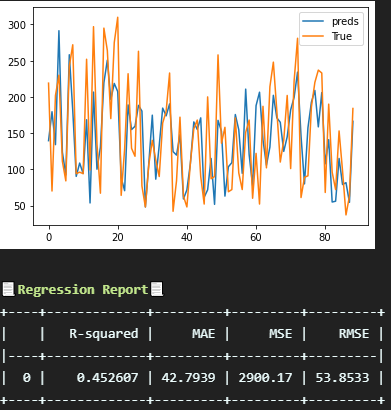 300
preds
True
250
200
150
100
50
0 20 40 60 80
📃Regression Report📃
+----+-------------+---------+---------+---------+
|    |   R-squared |     MAE |     MSE |    RMSE |
|----+-------------+---------+---------+---------|
|  0 |    0.452607 | 42.7939 | 2900.17 | 53.8533 |
+----+-------------+---------+---------+---------+